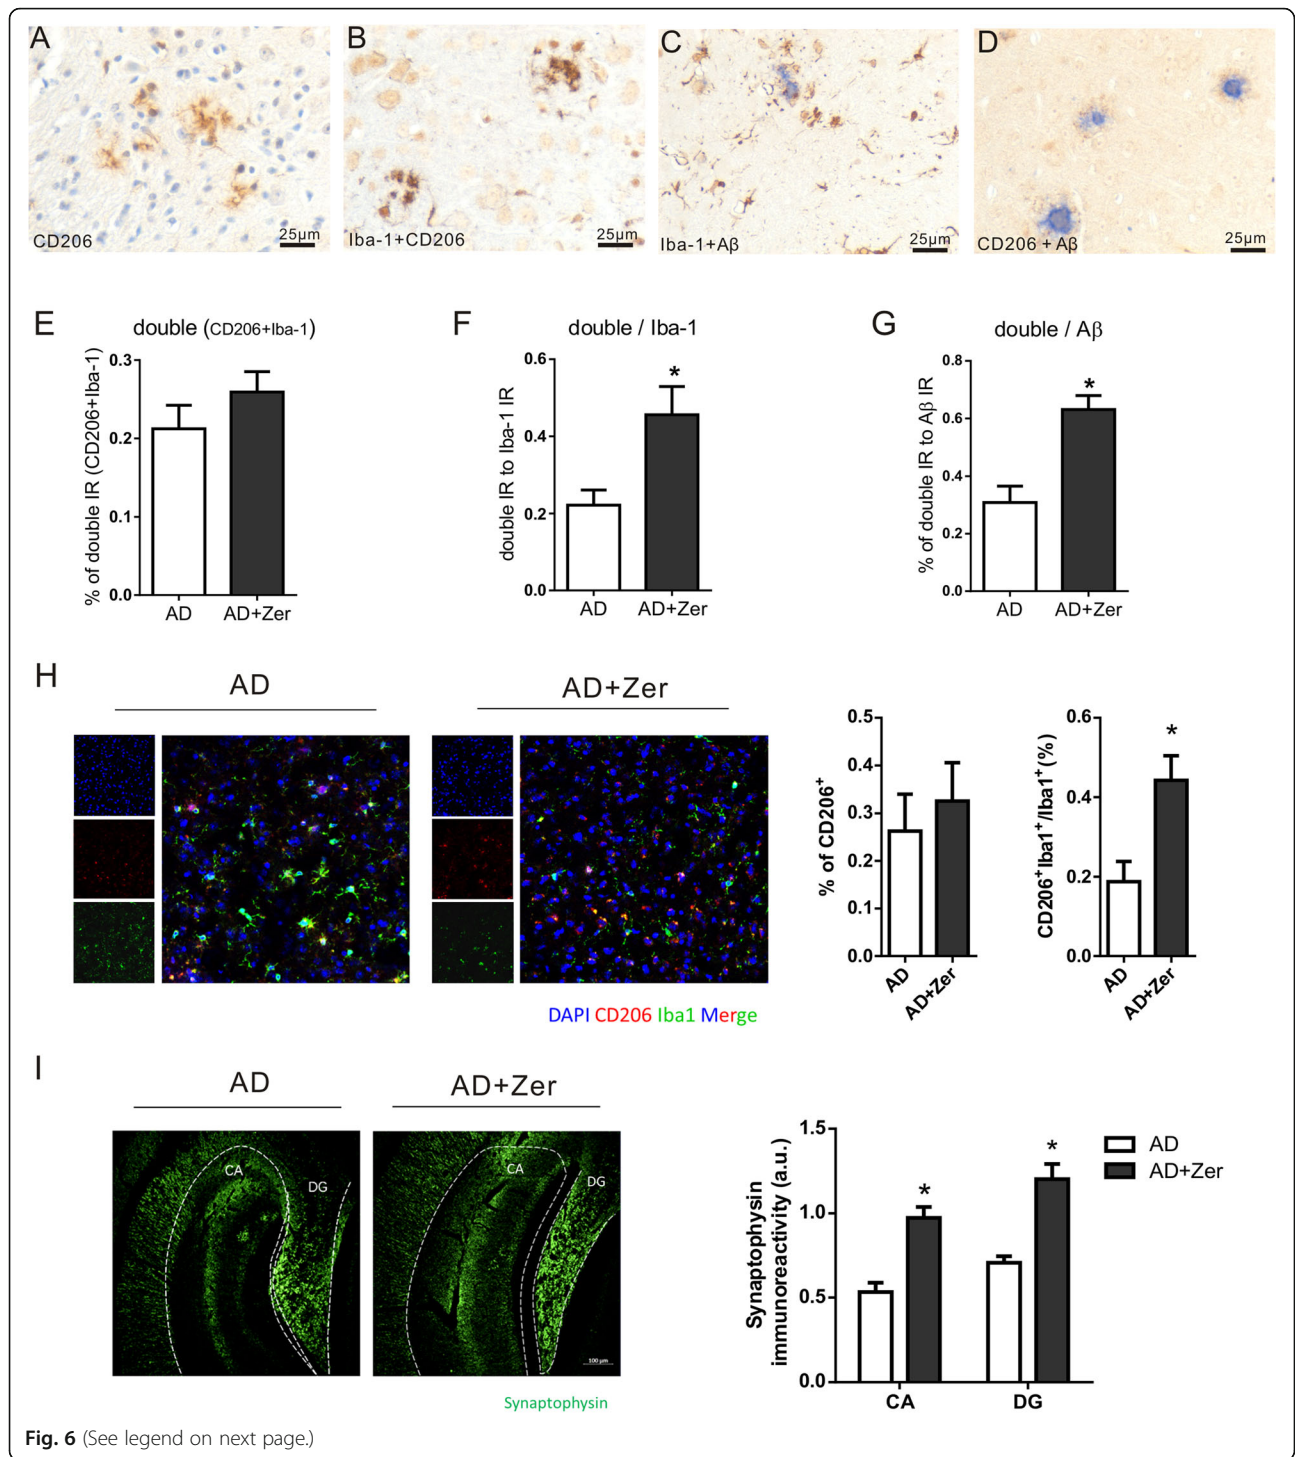 A
B
C
D
CD206
25µm
Iba-1+CD206
25µm
Iba-1+Aβ
25µm
CD206 + Aβ
25µm
E
double (CD206+Iba-1)
% of double IR (CD206+Iba-1)
0.3
0.2
0.1
0.0
AD
AD+Zer
F
double / Iba-1
double IR to Iba-1 IR
0.6
*
0.4
0.2
0.0
AD
AD+Zer
G
double / Aβ
% of double IR to Aβ IR
0.8
*
0.6
0.4
0.2
0.0
AD
AD+Zer
H
AD
AD+Zer
DAPI CD206 Iba1 Merge
% of CD206⁺
0.5
0.4
0.3
0.2
0.1
0.0
AD
AD+Zer
CD206⁺Iba1⁺/Iba1⁺(%)
0.6
*
0.4
0.2
0.0
AD
AD+Zer
I
AD
AD+Zer
CA
DG
CA
DG
100 µm
Synaptophysin
Synaptophysin
immunoreactivity (a.u.)
1.5
1.0
0.5
0.0
*
*
CA
DG
AD
AD+Zer
Fig. 6 (See legend on next page.)